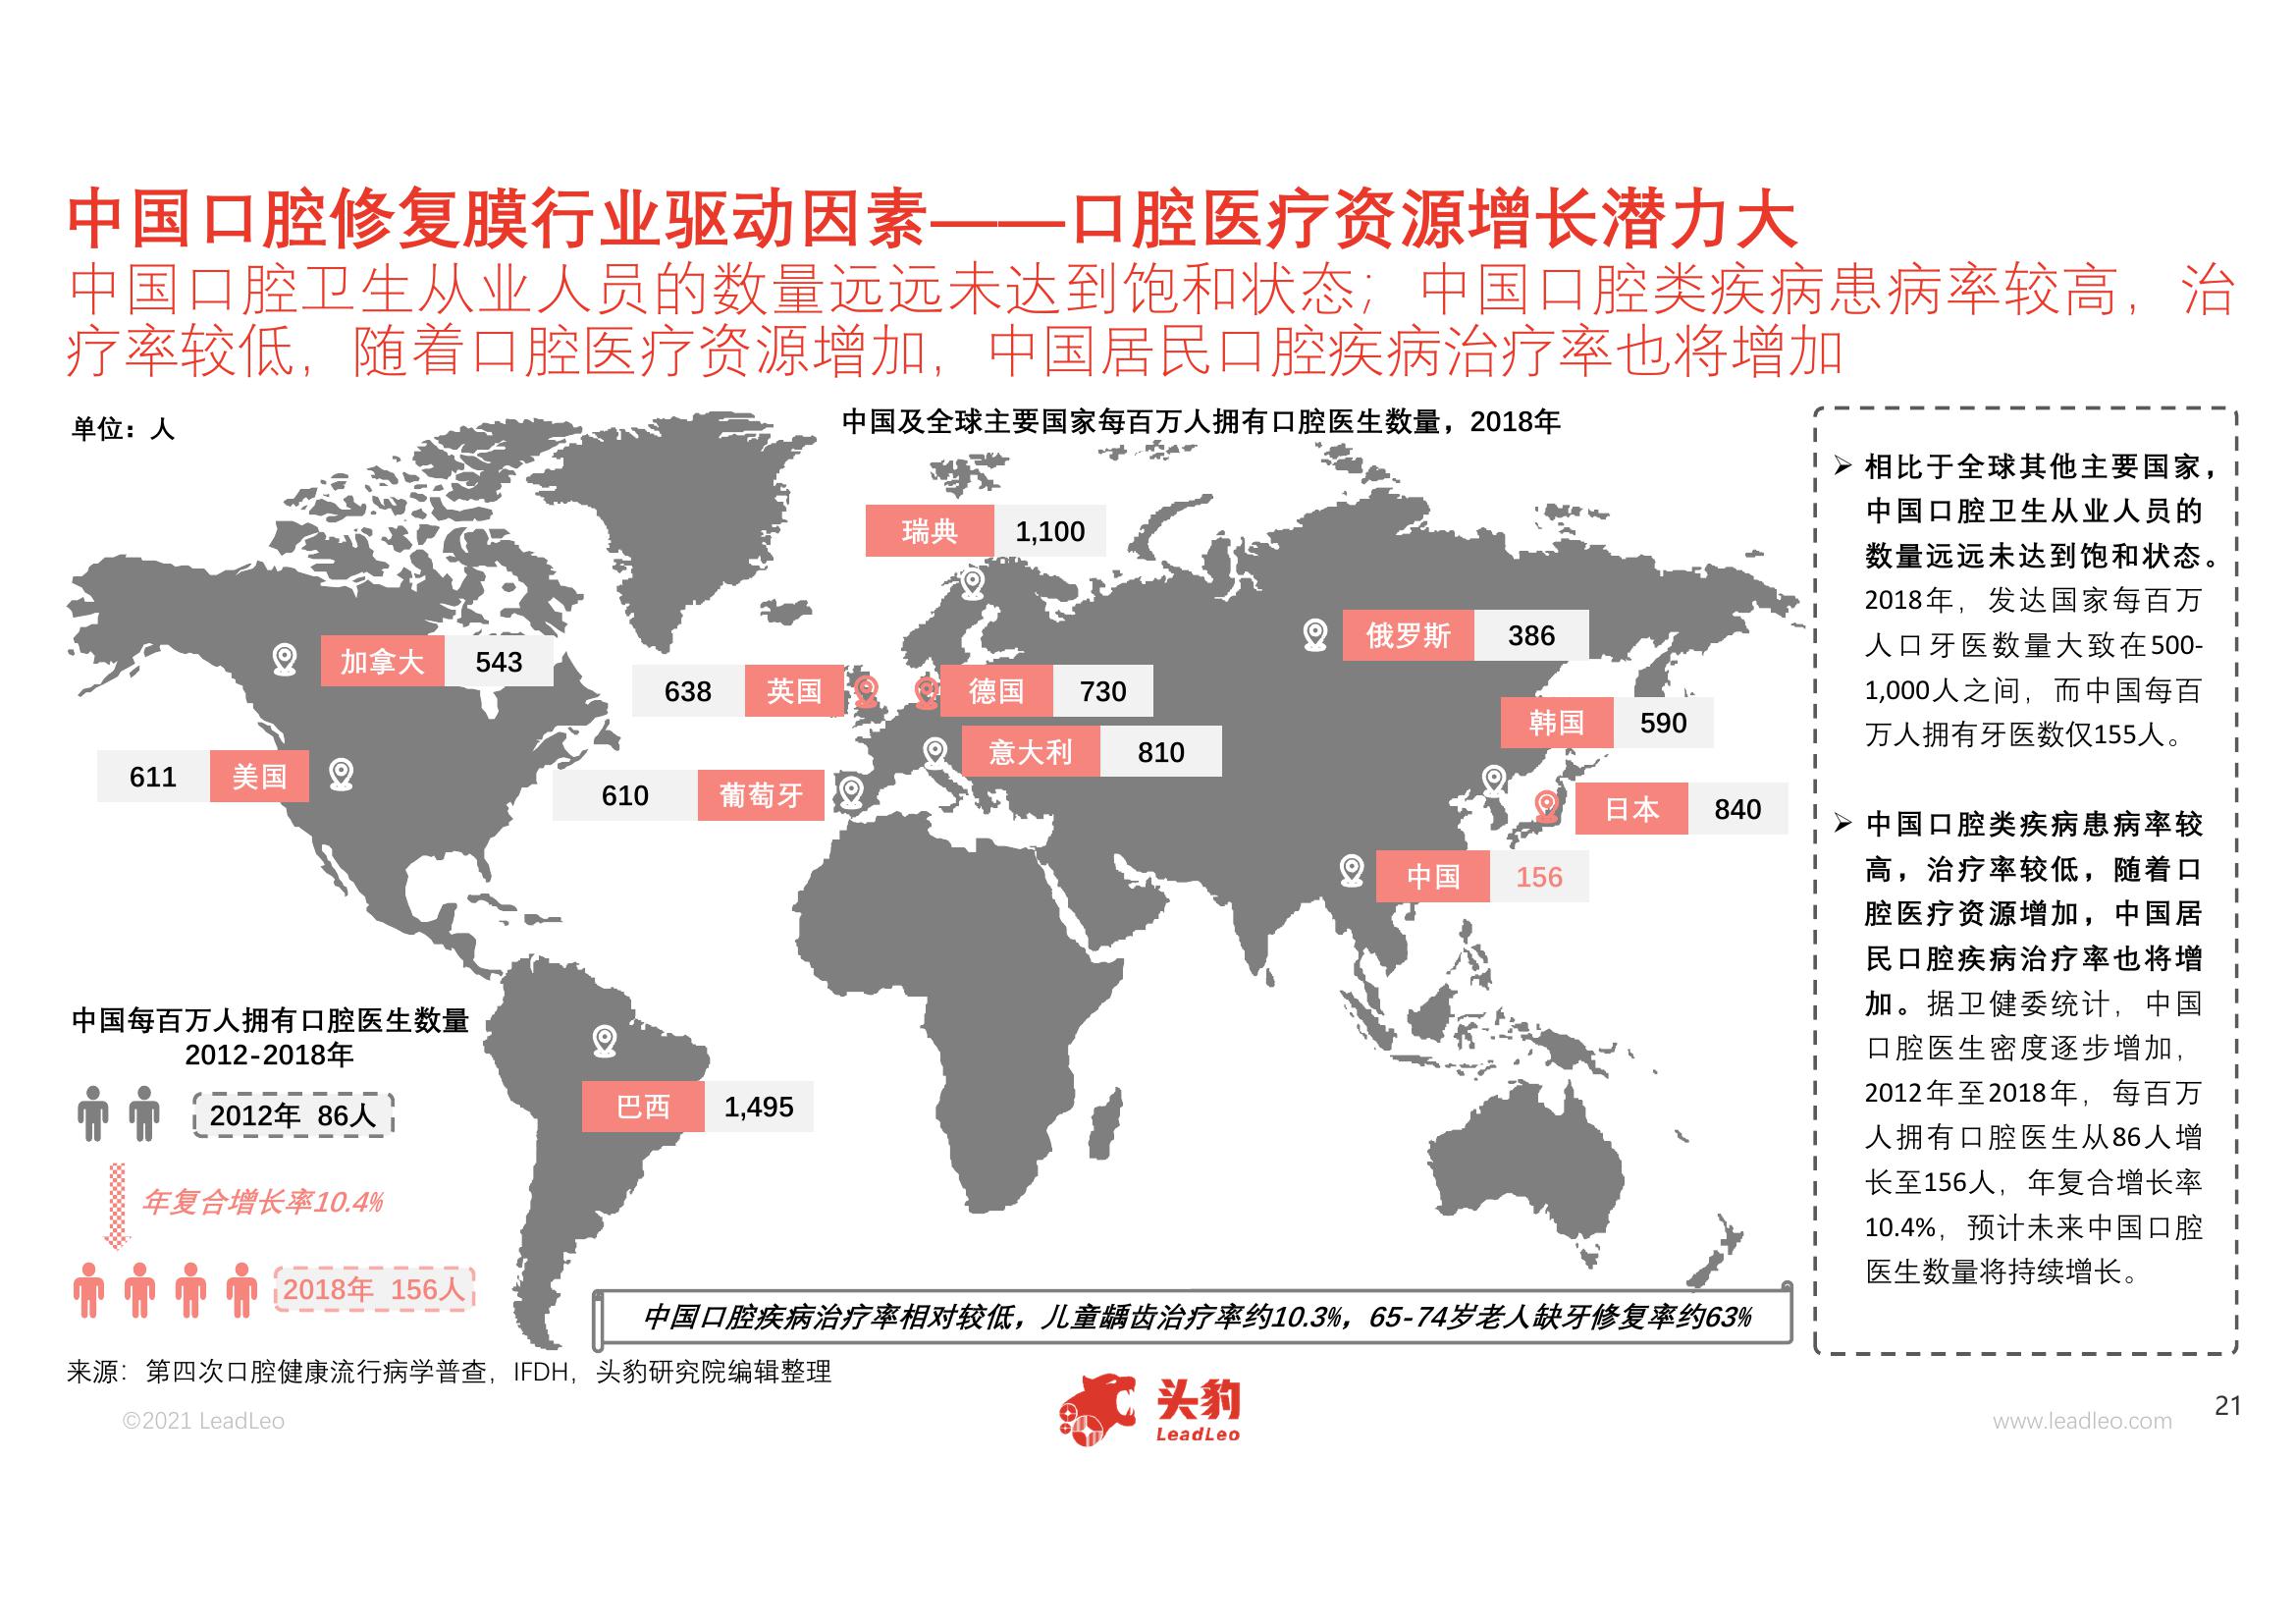 中国口腔修复膜行业驱动因素——口腔医疗资源增长潜力大
中国口腔卫生从业人员的数量远远未达到饱和状态；中国口腔类疾病患病率较高，治
疗率较低，随着口腔医疗资源增加，中国居民口腔疾病治疗率也将增加
单位：人
中国及全球主要国家每百万人拥有口腔医生数量，2018年
瑞典 1,100
俄罗斯 386
加拿大 543
638 英国
德国 730
韩国 590
意大利 810
611 美国
610 葡萄牙
日本 840
中国 156
巴西 1,495
中国每百万人拥有口腔医生数量
2012-2018年
2012年 86人
年复合增长率10.4%
2018年 156人
中国口腔疾病治疗率相对较低，儿童龋齿治疗率约10.3%，65-74岁老人缺牙修复率约63%
➢ 相比于全球其他主要国家，
中国口腔卫生从业人员的
数量远远未达到饱和状态。
2018年，发达国家每百万
人口牙医数量大致在500-
1,000人之间，而中国每百
万人拥有牙医数仅155人。
➢ 中国口腔类疾病患病率较
高，治疗率较低，随着口
腔医疗资源增加，中国居
民口腔疾病治疗率也将增
加。据卫健委统计，中国
口腔医生密度逐步增加，
2012年至2018年，每百万
人拥有口腔医生从86人增
长至156人，年复合增长率
10.4%，预计未来中国口腔
医生数量将持续增长。
来源：第四次口腔健康流行病学普查，IFDH，头豹研究院编辑整理
©2021 LeadLeo
头豹
LeadLeo
www.leadleo.com
21